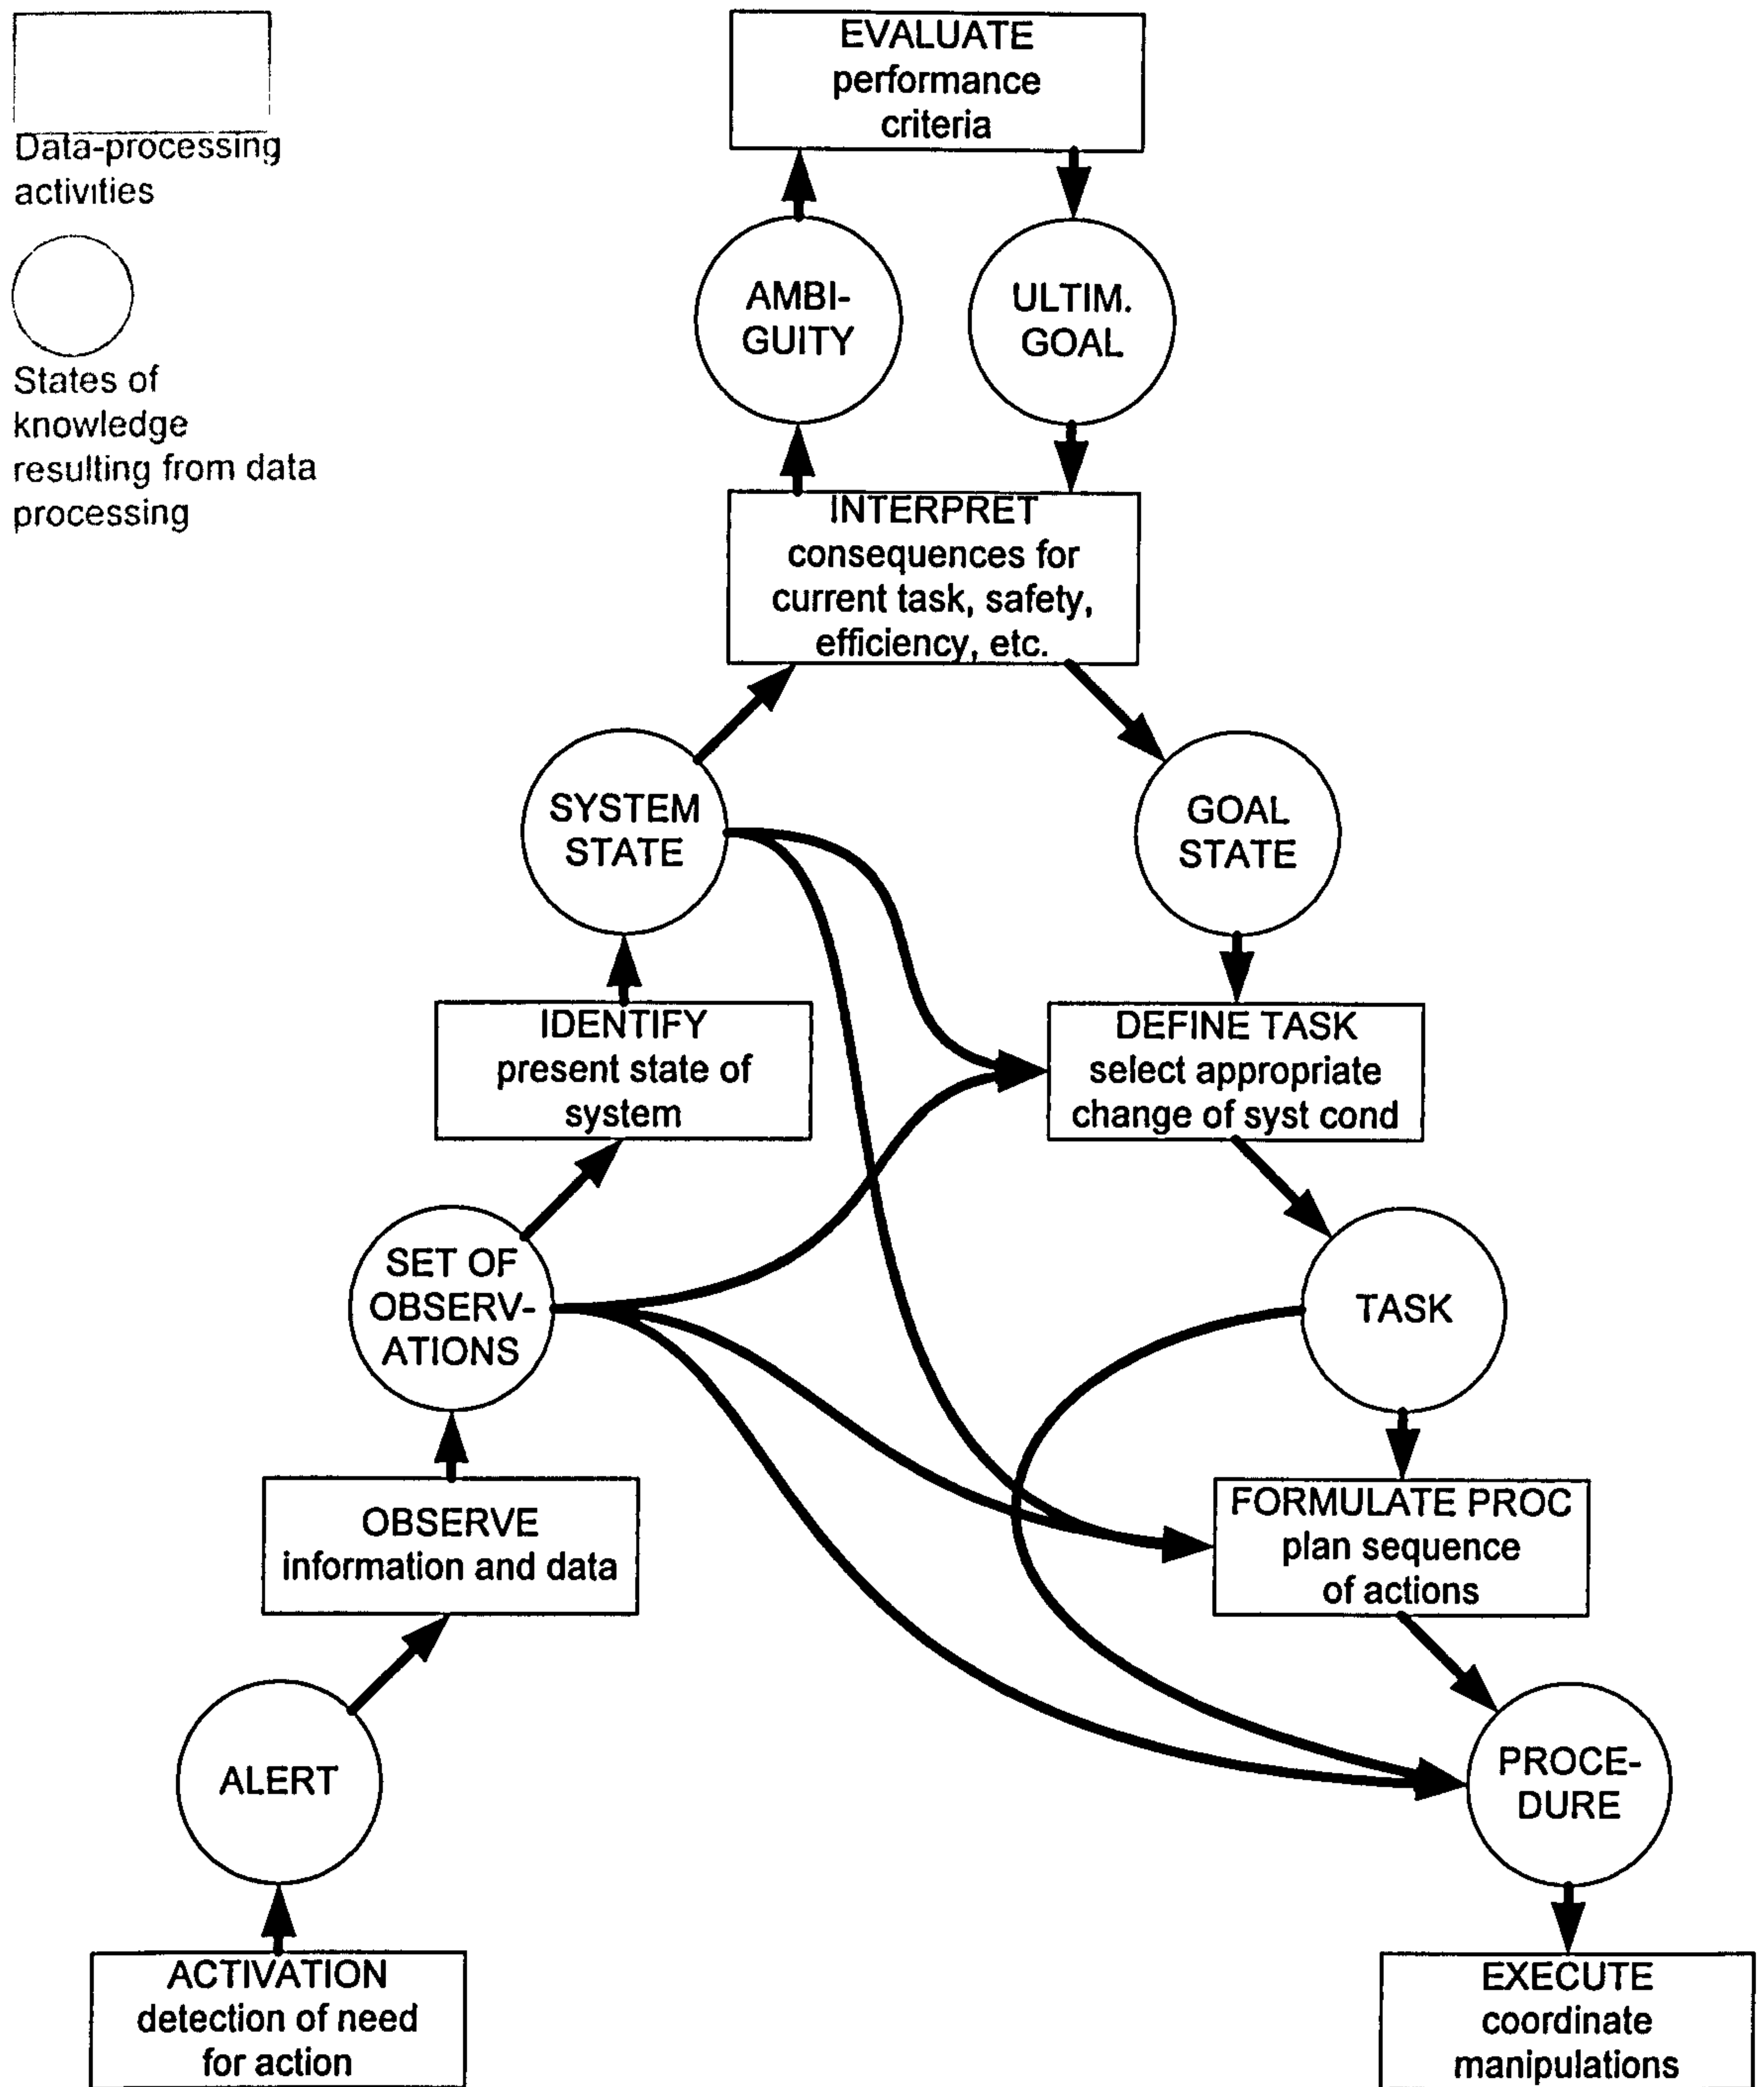 Data-processing
activities
States of
knowledge
resulting from data
processing
EVALUATE
performance
criteria
AMBI-
GUITY
ULTIM.
GOAL
INTERPRET
consequences for
current task, safety,
efficiency, etc.
SYSTEM
STATE
GOAL
STATE
IDENTIFY
present state of
system
DEFINE TASK
select appropriate
change of syst cond
SET OF
OBSERV-
ATIONS
TASK
OBSERVE
information and data
FORMULATE PROC
plan sequence
of actions
ALERT
PROCE-
DURE
ACTIVATION
detection of need
for action
EXECUTE
coordinate
manipulations